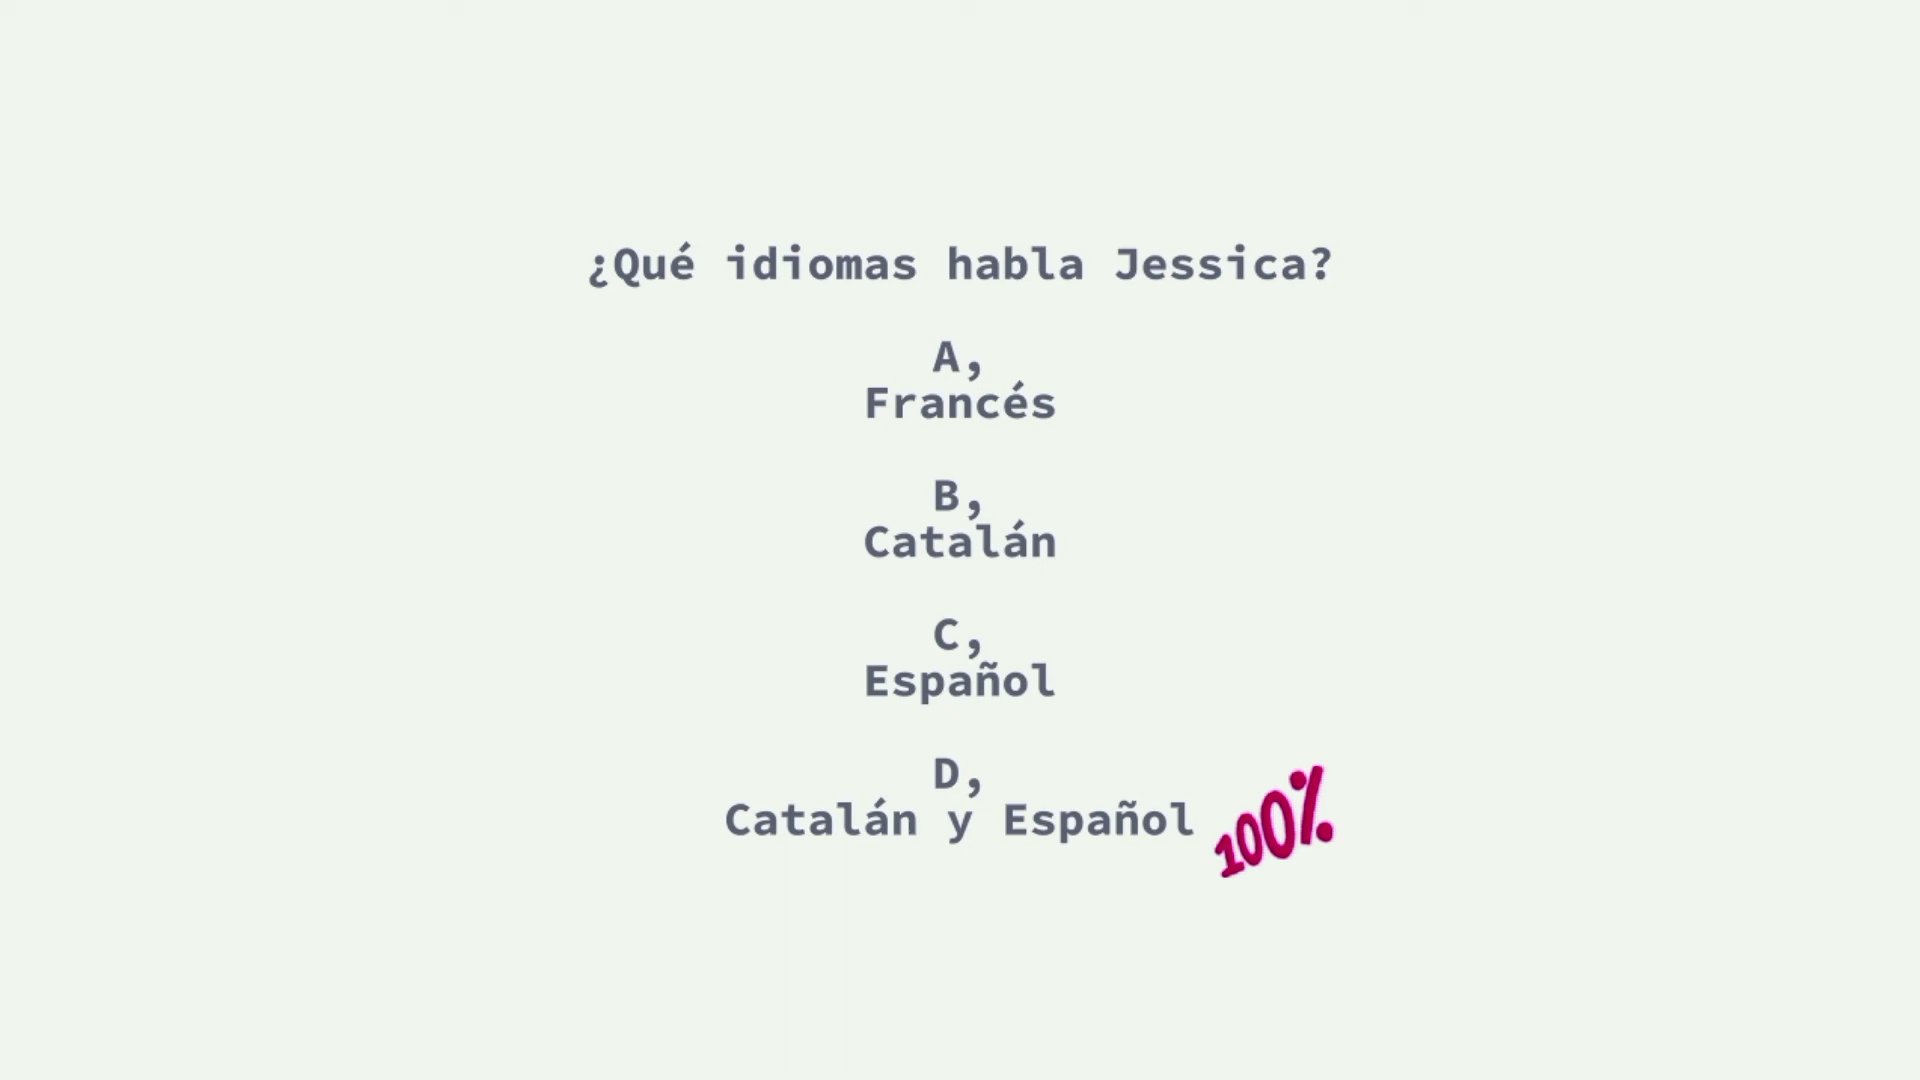 ¿Qué idiomas habla Jessica?
A,
Francés
B,
Catalán
C,
Español
D,
Catalán y Español
100%